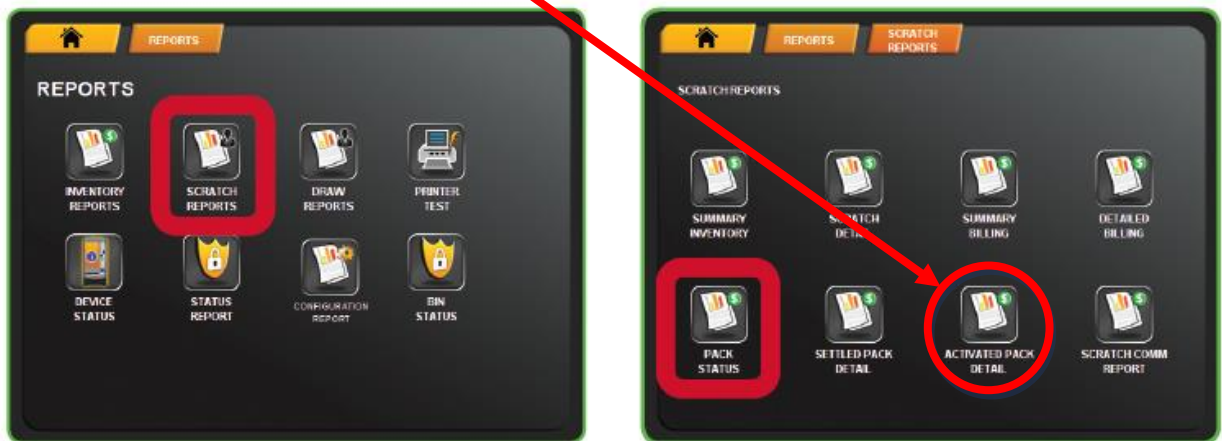 REPORTS
REPORTS
INVENTORY
REPORTS
SCRATCH
REPORTS
DRAW
REPORTS
PRINTER
TEST
DEVICE
STATUS
STATUS
REPORT
CONFIGURATION
REPORT
BIN
STATUS
REPORTS
SCRATCH
REPORTS
SCRATCH REPORTS
SUMMARY
INVENTORY
SCRATCH
DETAIL
SUMMARY
BILLING
DETAILED
BILLING
PACK
STATUS
SETTLED PACK
DETAIL
ACTIVATED PACK
DETAIL
SCRATCH COMM
REPORT